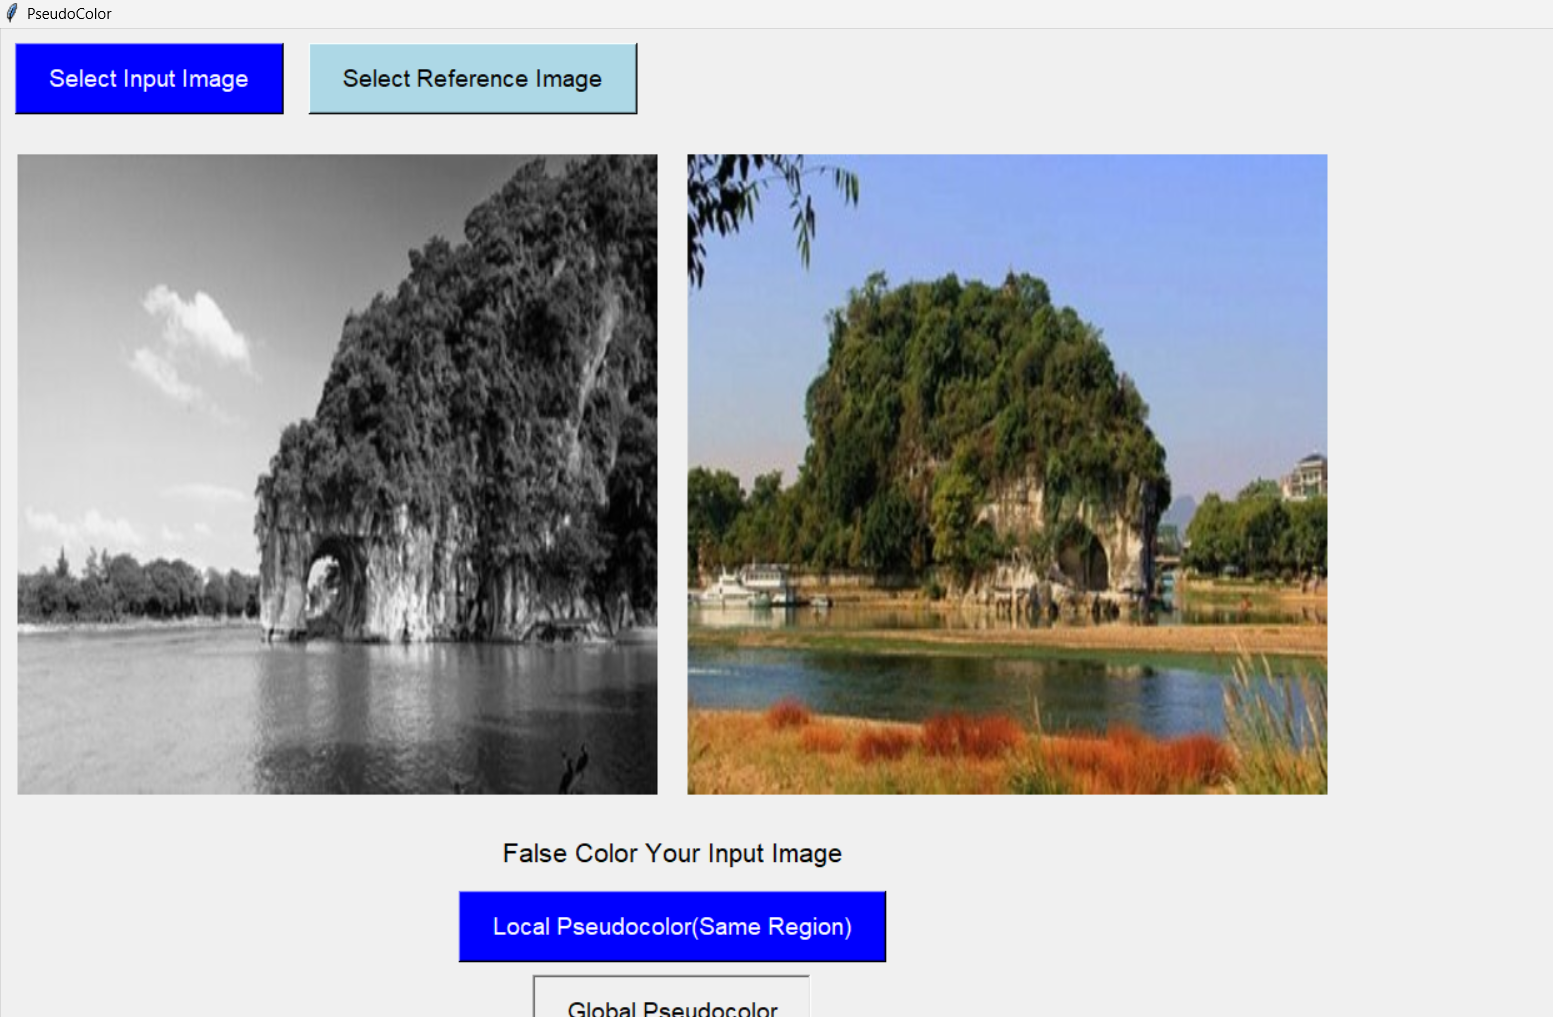 PseudoColor
Select Input Image
Select Reference Image
False Color Your Input Image
Local Pseudocolor(Same Region)
Global Pseudocolor